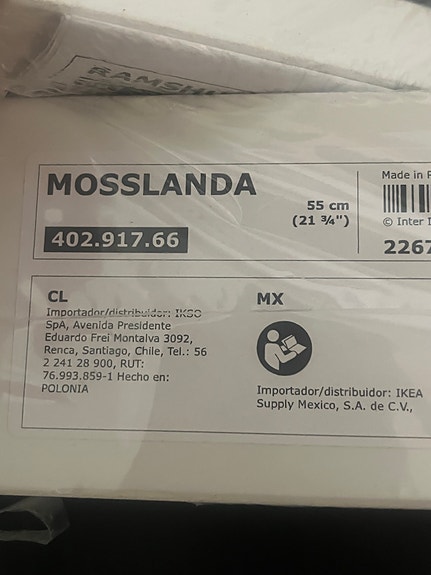 MOSSLANDA
55 cm
(21 ¾")
402.917.66
Made in
© Inter
2267
CL
Importador/distribuidor: IKSO
SpA, Avenida Presidente
Eduardo Frei Montalva 3092,
Renca, Santiago, Chile, Tel.: 56
2 241 28 900, RUT:
76.993.859-1 Hecho en:
POLONIA
MX
Importador/distribuidor: IKEA
Supply Mexico, S.A. de C.V.,